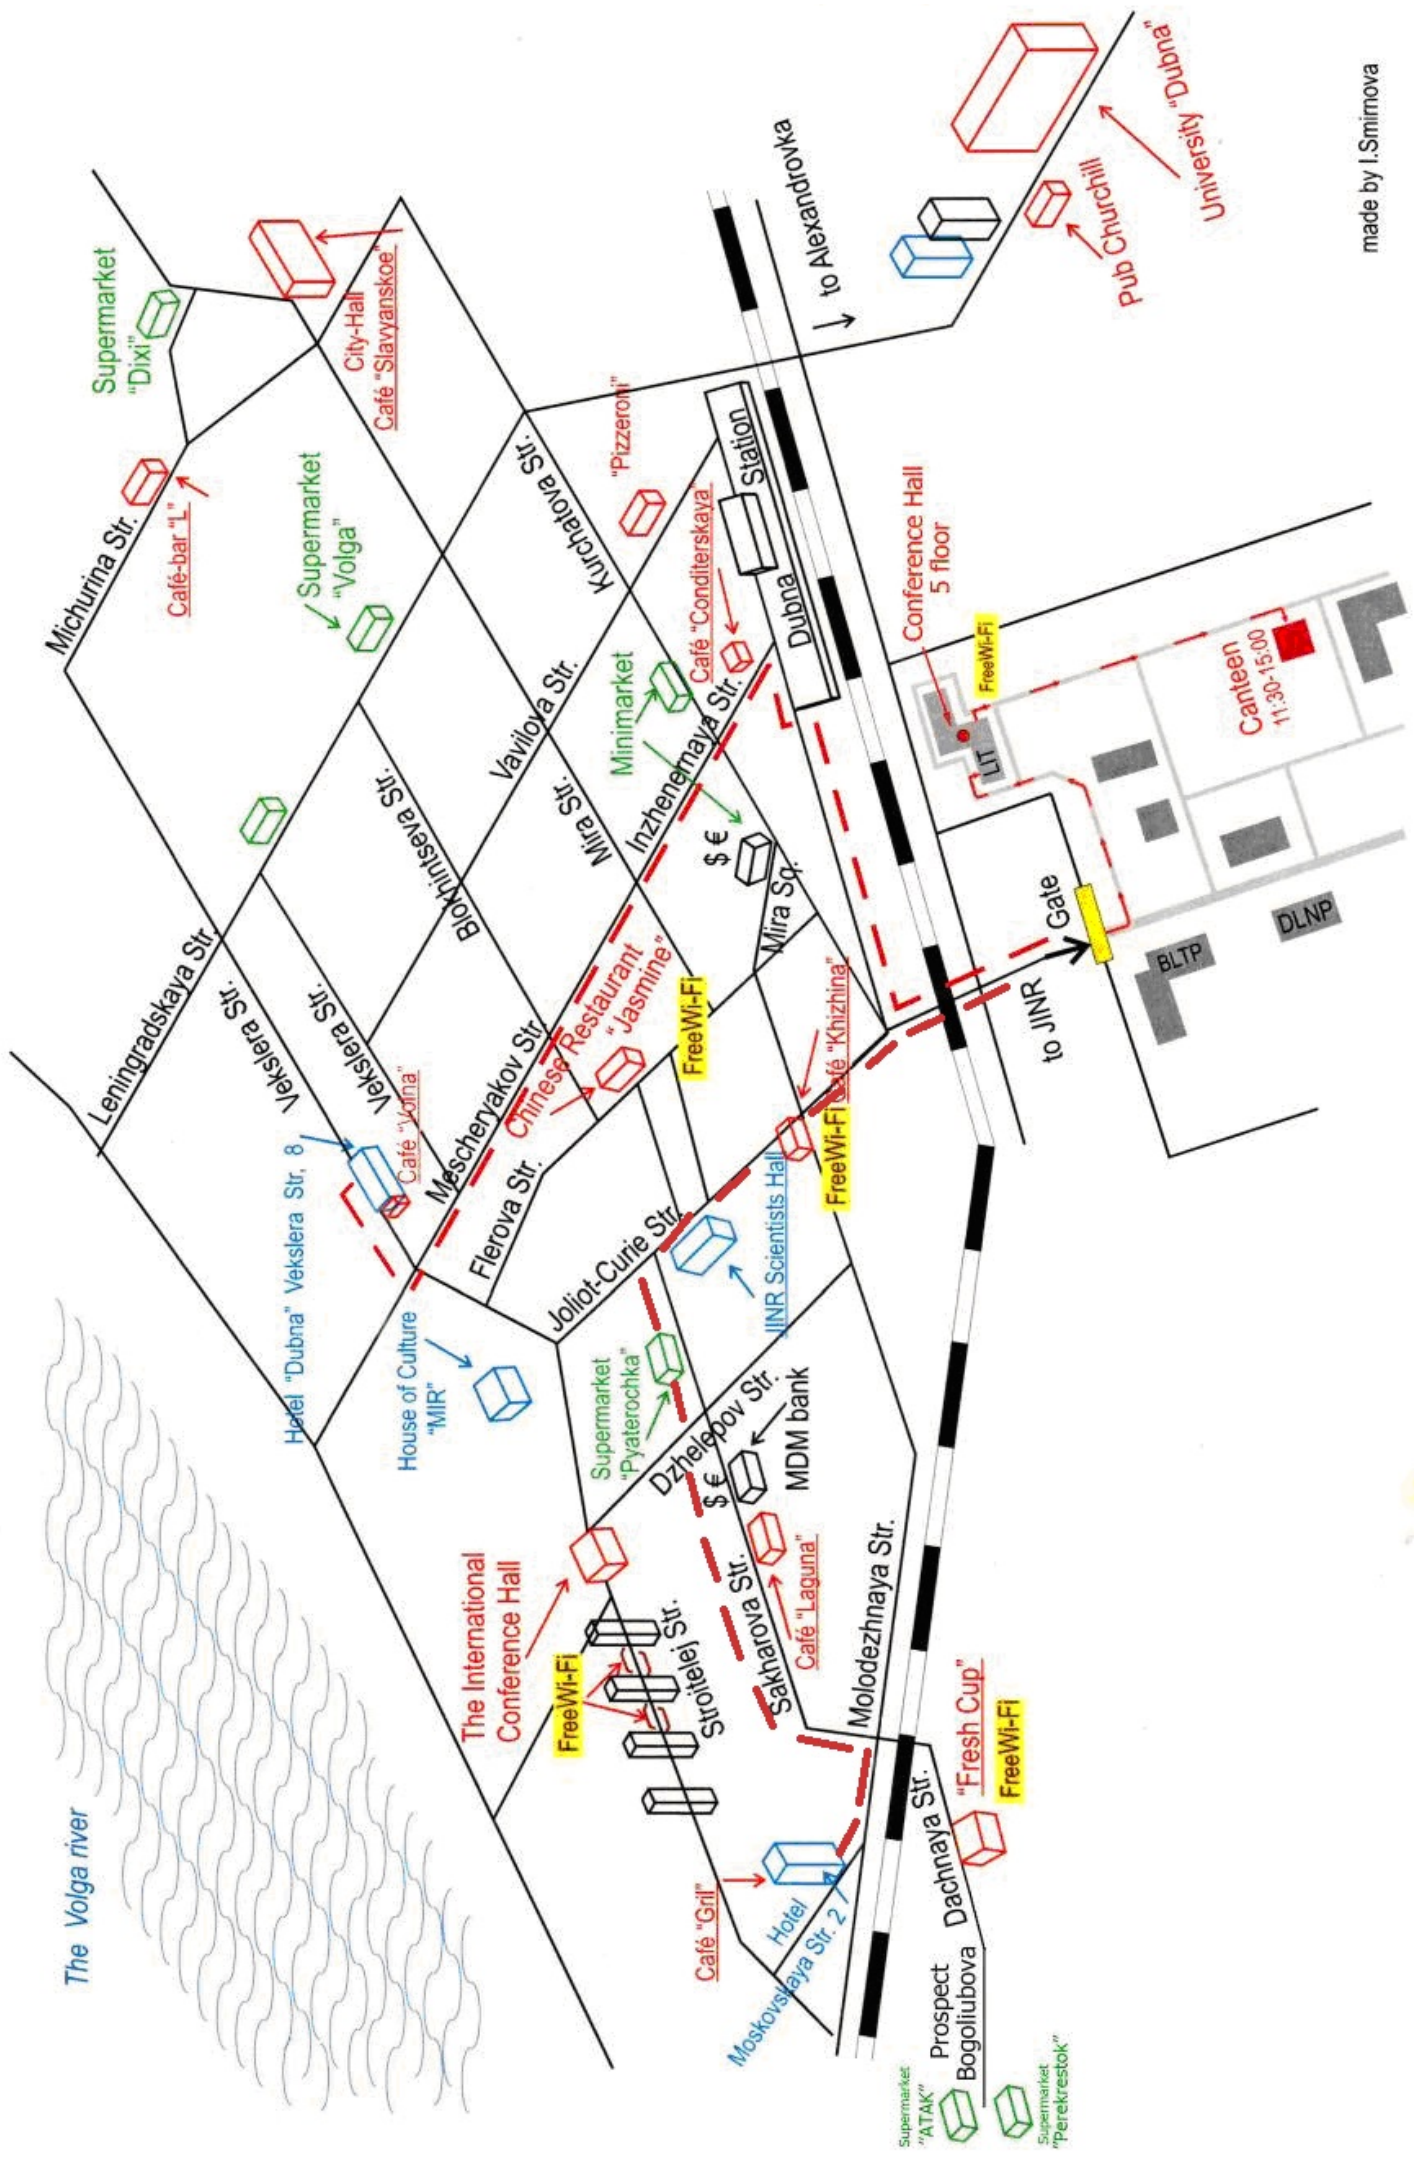 The Volga river
Supermarket
"ATAK"
Supermarket
"Perekrestok"
Prospect
Bogoliubova
Dachnaya Str.
"Fresh Cup"
FreeWi-Fi
Moskovskaya Str. 2
Hotel
Café "Gril"
Molodezhnaya Str.
Sakharova Str.
Stroitelej Str.
FreeWi-Fi
The International
Conference Hall
Café "Laguna"
MDM bank
$ €
Dzhelepov Str.
Supermarket
"Pyaterochka"
House of Culture
"MIR"
Hotel "Dubna" Vekslera Str, 8
Café "Volna"
Joliot-Curie Str.
JINR Scientists Hall
Flerova Str.
Mescheryakov Str.
FreeWi-Fi
Café "Khizhina"
Chinese Restaurant
"Jasmine"
FreeWi-Fi
Leningradskaya Str.
Vekslera Str.
Vekslera Str.
Blokhintseva Str.
Vavilova Str.
Mira Str.
Inzhenernaya Str.
Mira Sq.
$ €
Minimarket
Café "Conditerskaya"
"Pizzeroni"
Kurchatova Str.
Michurina Str.
Café-bar "L"
Supermarket
"Volga"
Supermarket
"Dixi"
City-Hall
Café "Slavyanskoe"
Dubna
Station
to Alexandrovka
Pub Churchill
University "Dubna"
to JINR
Gate
BLTP
DLNP
LIT
Conference Hall
5 floor
FreeWi-Fi
Canteen
11:30-15:00
made by I.Smirnova